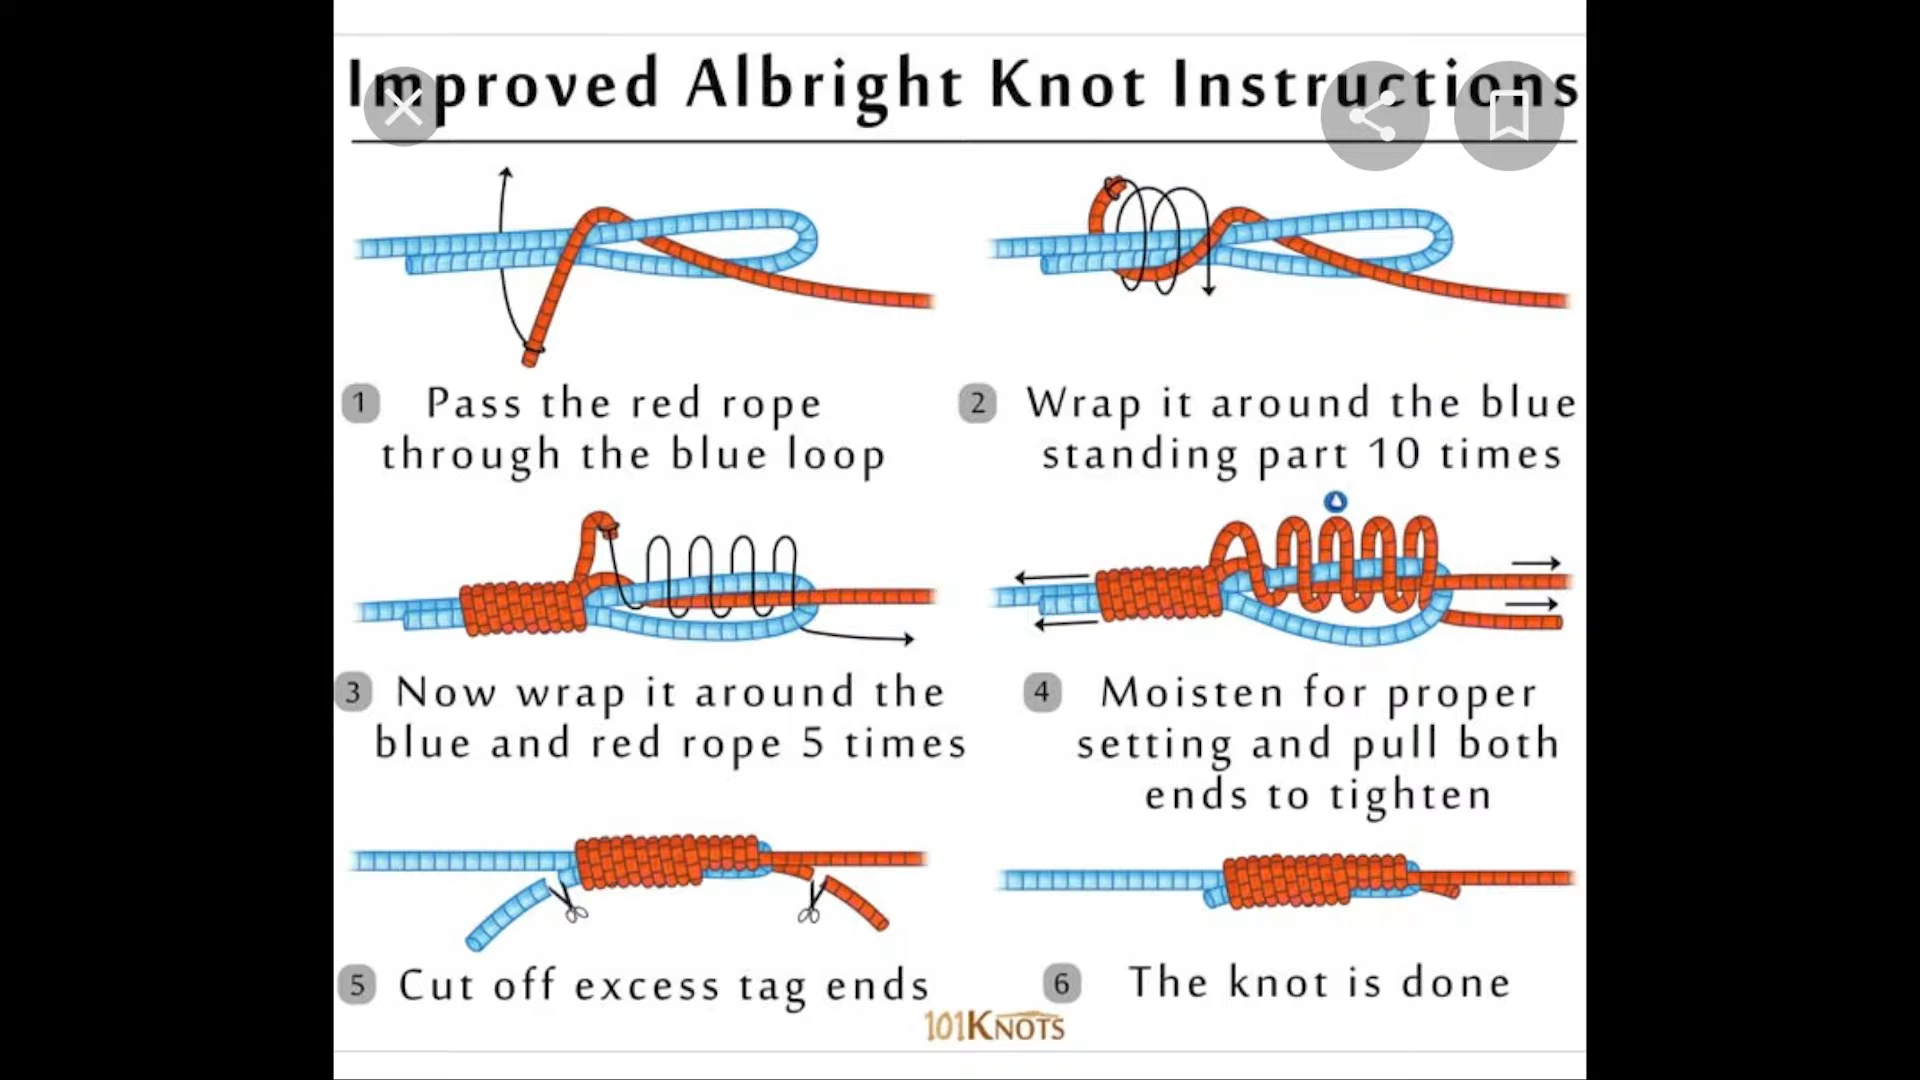 Improved Albright Knot Instructions
1 Pass the red rope
through the blue loop
2 Wrap it around the blue
standing part 10 times
3 Now wrap it around the
blue and red rope 5 times
4 Moisten for proper
setting and pull both
ends to tighten
5 Cut off excess tag ends
6 The knot is done
101KNOTS